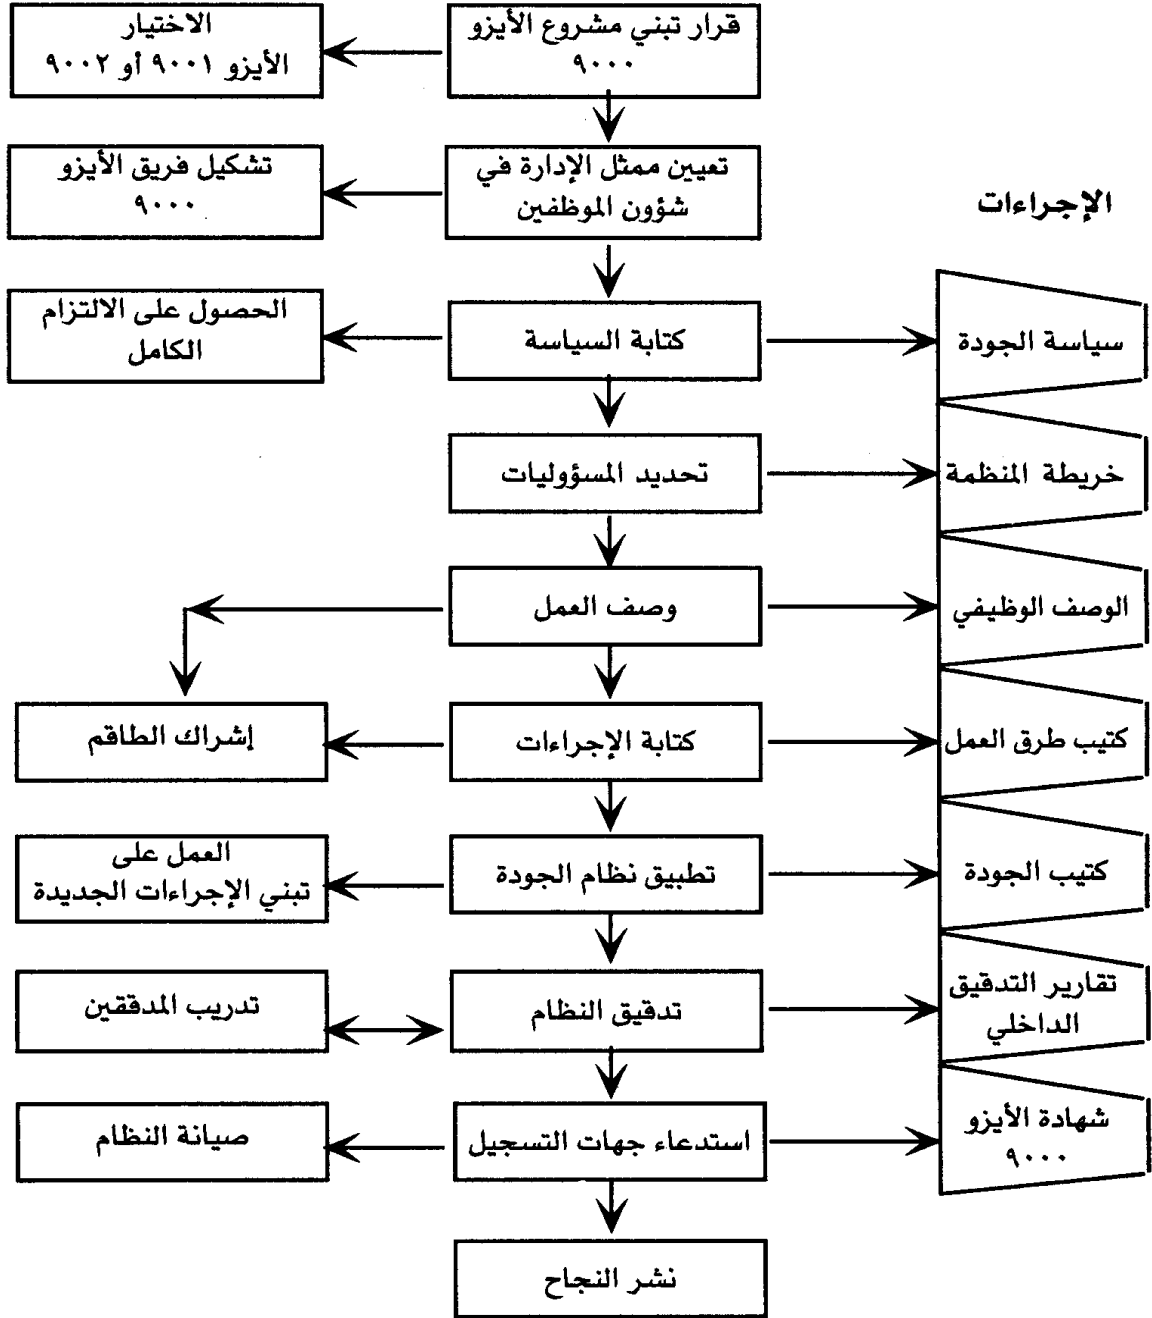 قرار تبني مشروع الأيزو
٩٠٠٠
الاختيار
الأيزو ٩٠٠١ أو ٩٠٠٢
تعيين ممثل الإدارة في
شؤون الموظفين
تشكيل فريق الأيزو
٩٠٠٠
الإجراءات
سياسة الجودة
كتابة السياسة
الحصول على الالتزام
الكامل
خريطة المنظمة
تحديد المسؤوليات
الوصف الوظيفي
وصف العمل
كتيب طرق العمل
كتابة الإجراءات
إشراك الطاقم
كتيب الجودة
تطبيق نظام الجودة
العمل على
تبني الإجراءات الجديدة
تقارير التدقيق
الداخلي
تدقيق النظام
تدريب المدققين
شهادة الأيزو
٩٠٠٠
استدعاء جهات التسجيل
صيانة النظام
نشر النجاح